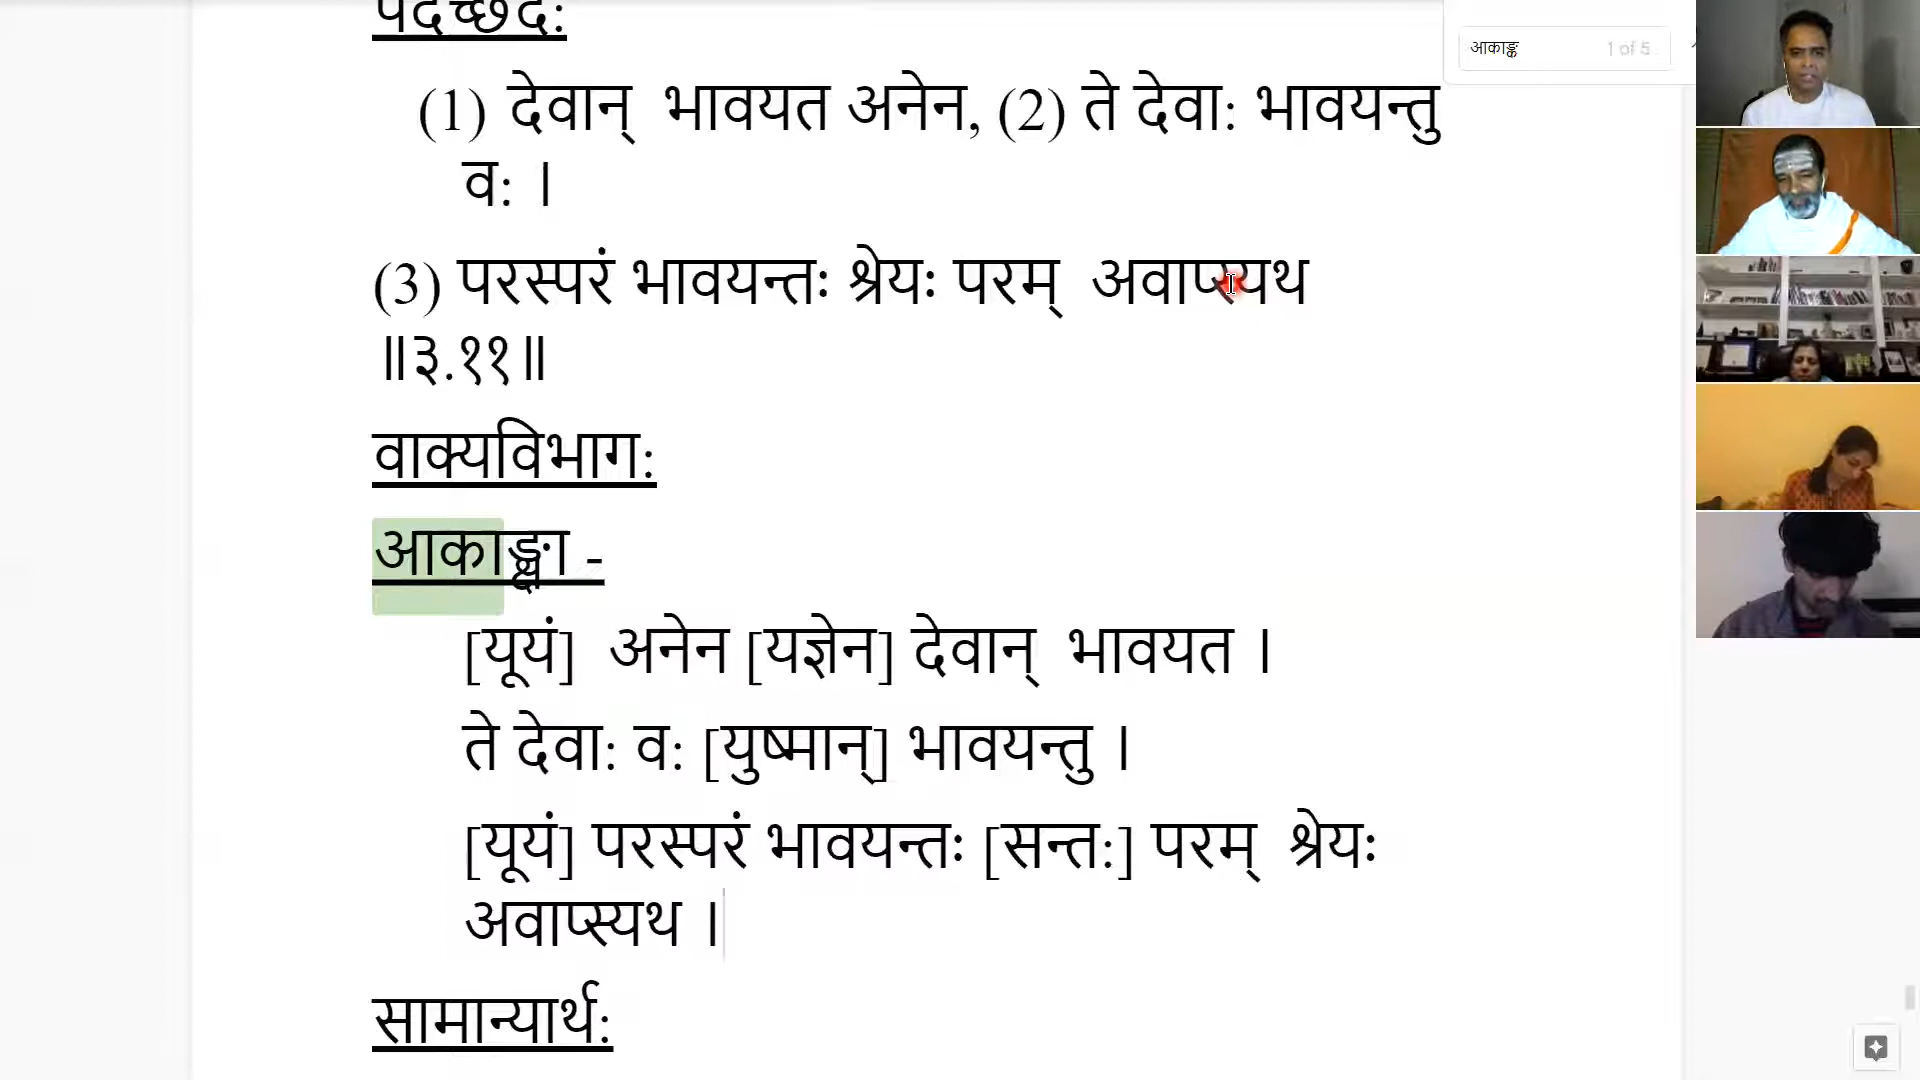 पदच्छेदः
आकाङ्क 1 of 5
(1) देवान् भावयत अनेन, (2) ते देवाः भावयन्तु
वः ।
(3) परस्परं भावयन्तः श्रेयः परम् अवाप्स्यथ
॥३.११॥
वाक्यविभागः
आकाङ्क्षा -
[यूयं] अनेन [यज्ञेन] देवान् भावयत ।
ते देवाः वः [युष्मान्] भावयन्तु ।
[यूयं] परस्परं भावयन्तः [सन्तः] परम् श्रेयः
अवाप्स्यथ ।
सामान्यार्थः